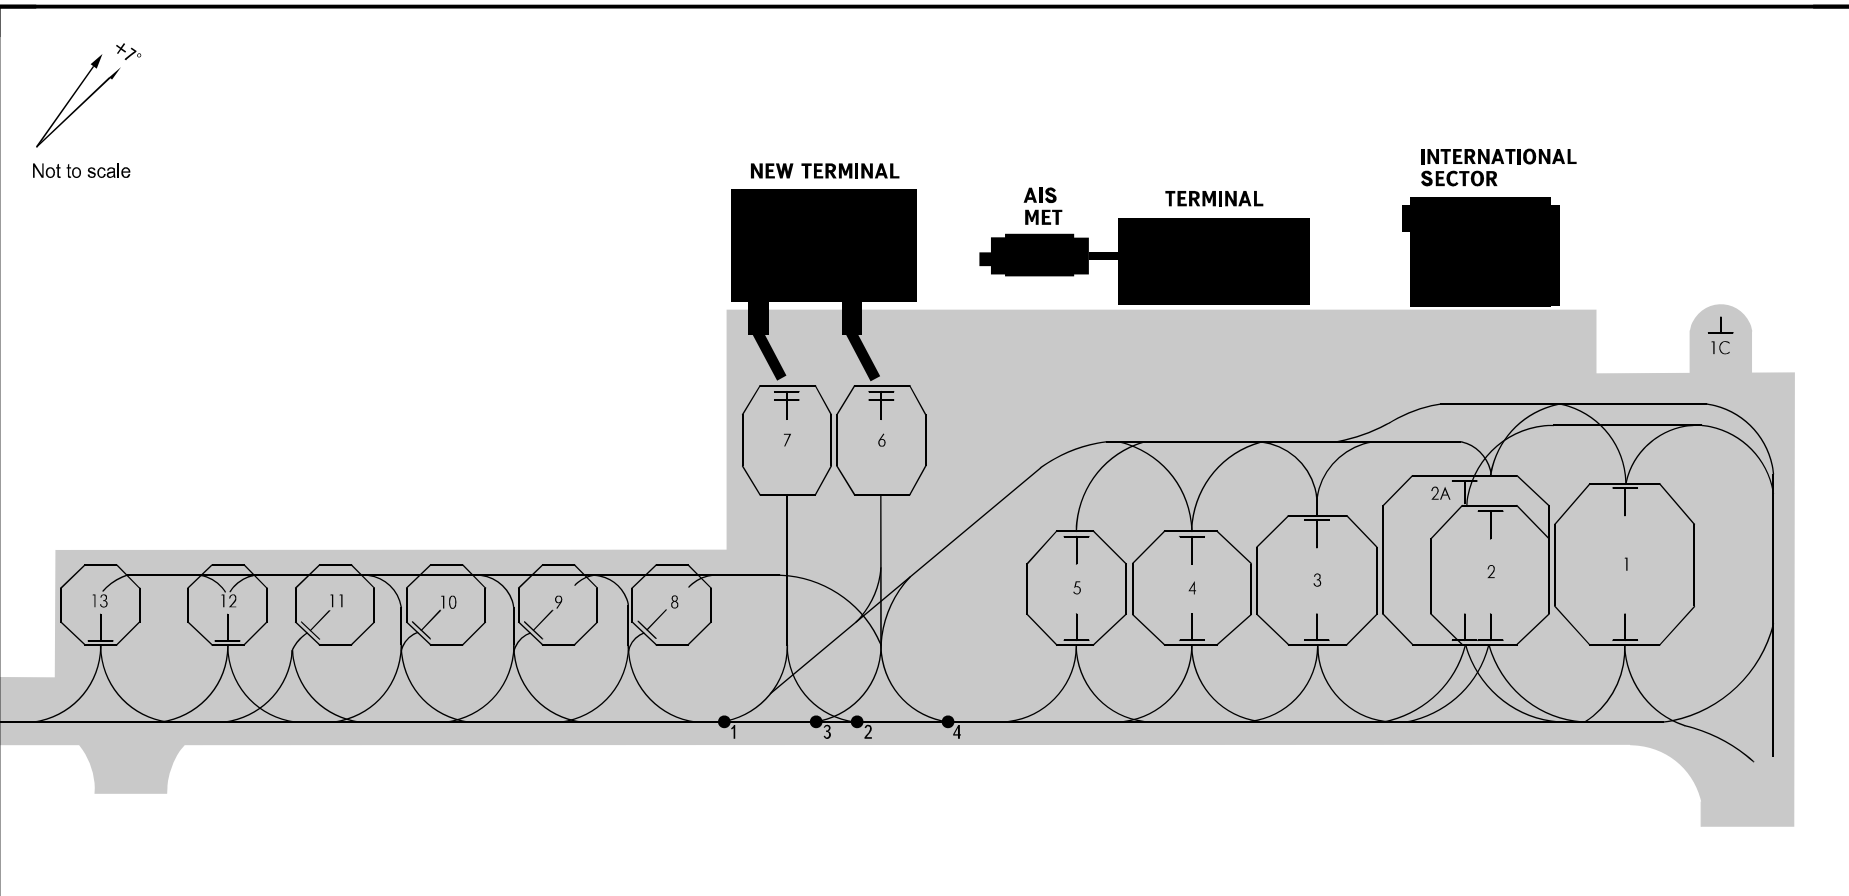 +7°
Not to scale
NEW TERMINAL
AIS
MET
TERMINAL
INTERNATIONAL
SECTOR
1C
7
6
2A
13
12
11
10
9
8
5
4
3
2
1
1
3
2
4